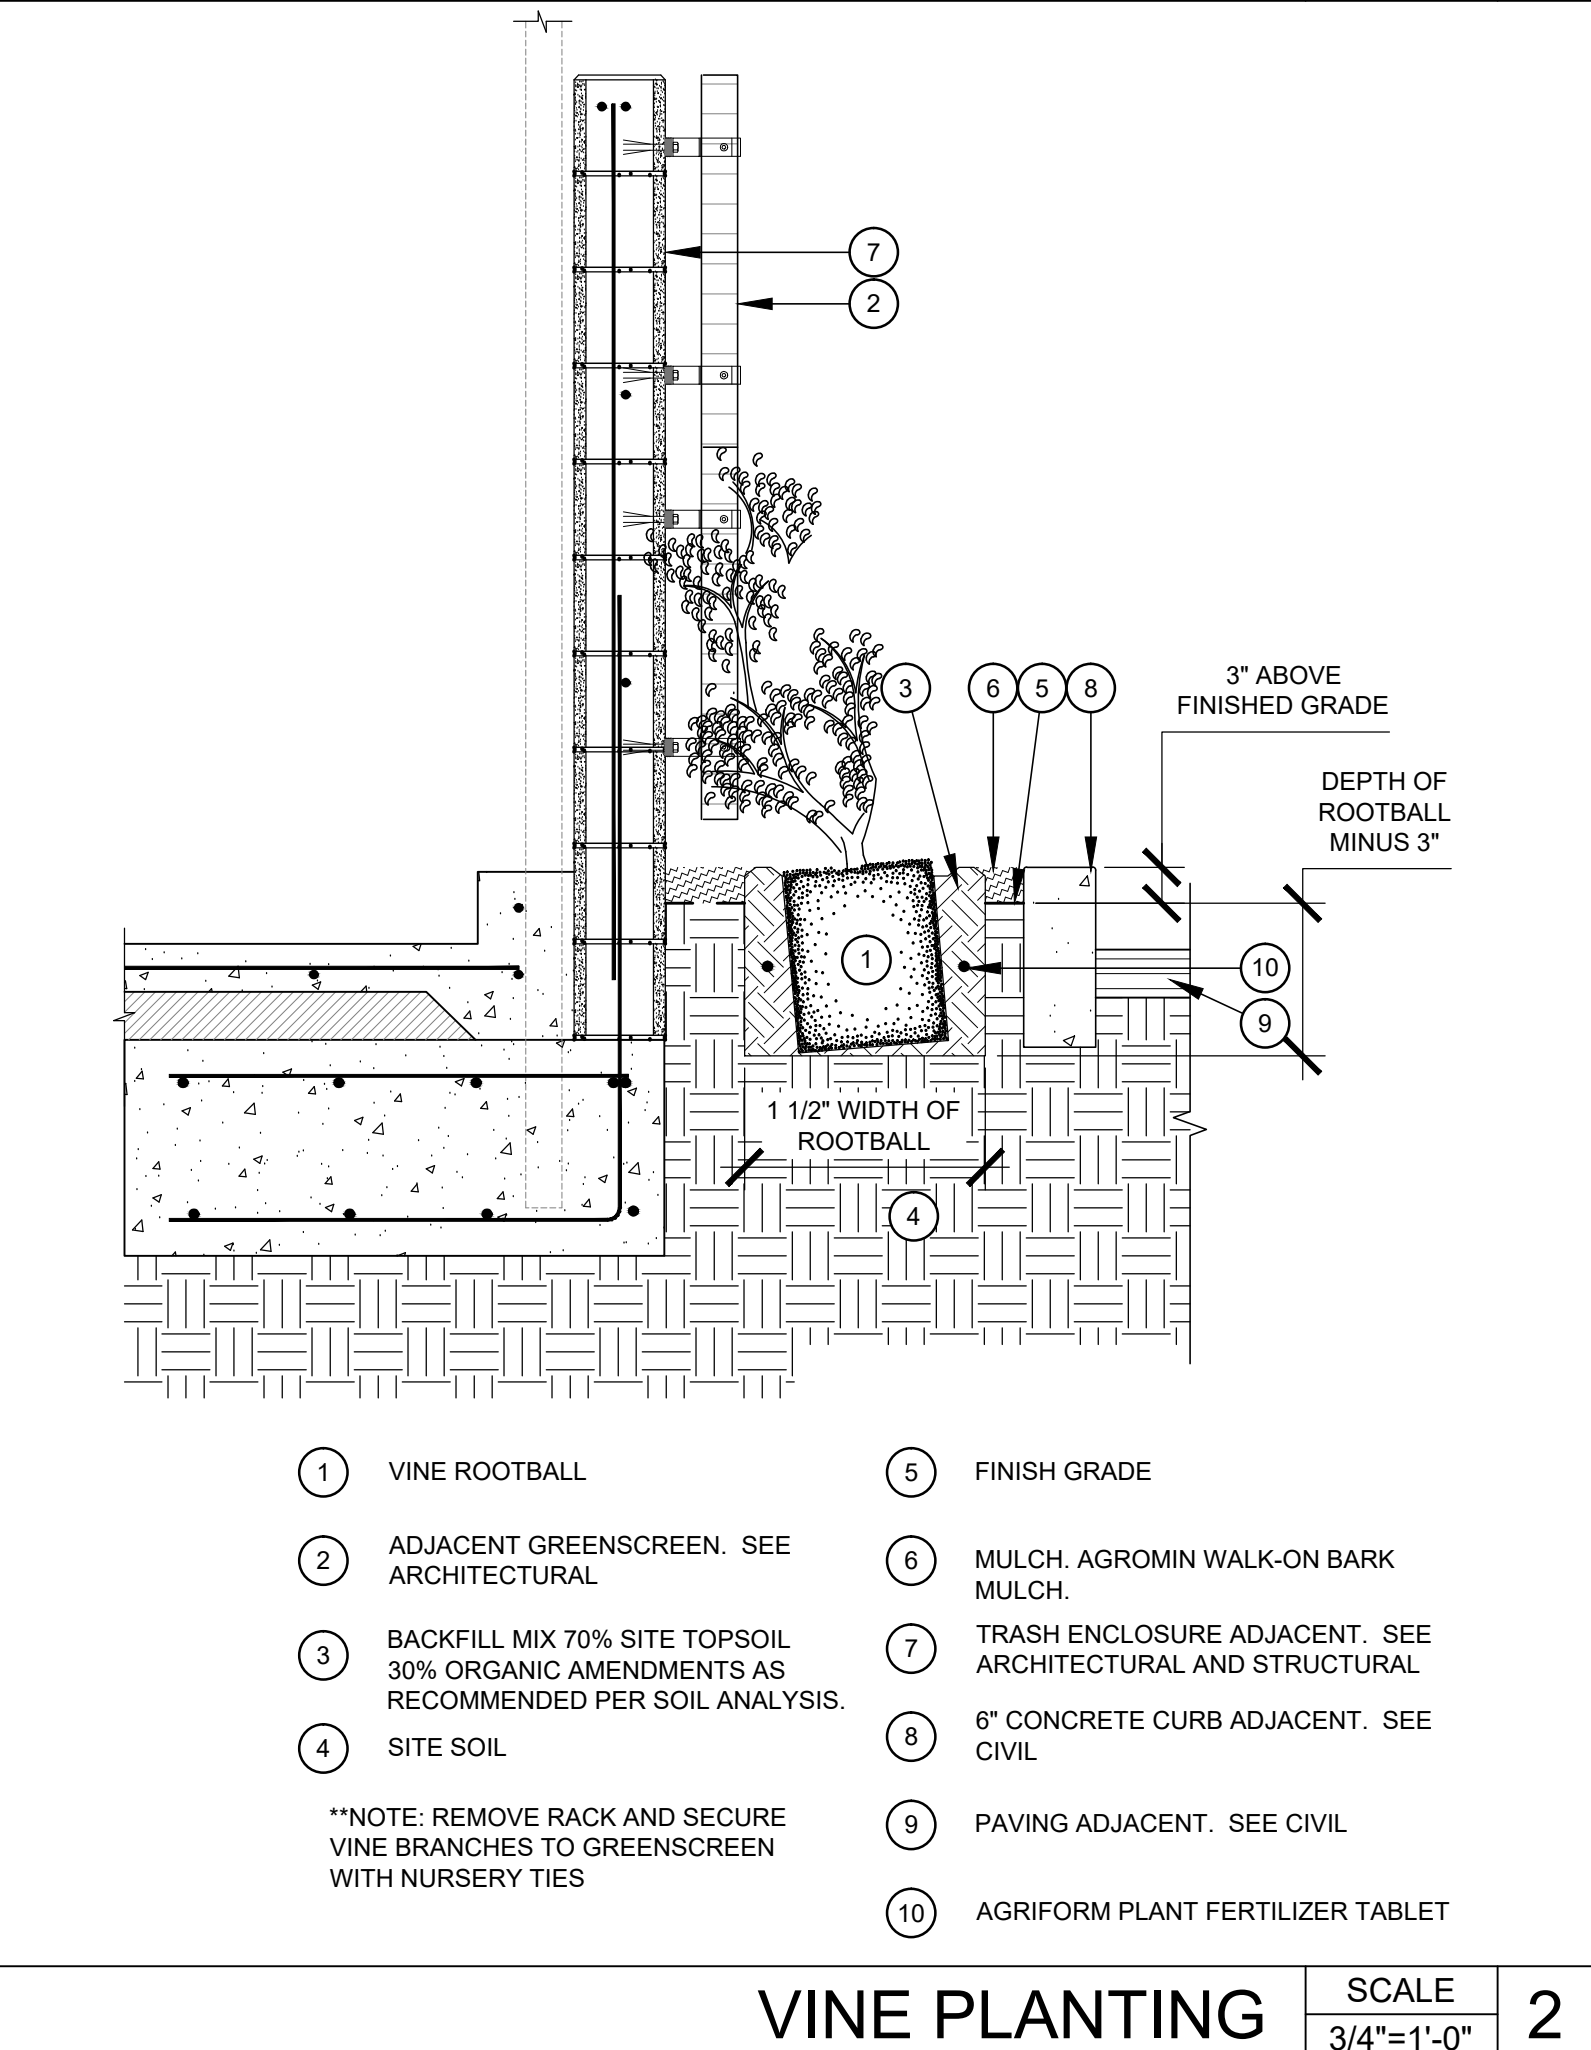 7
2
3
6
5
8
3" ABOVE
FINISHED GRADE
DEPTH OF
ROOTBALL
MINUS 3"
1
10
9
1 1/2" WIDTH OF
ROOTBALL
4
1 VINE ROOTBALL
2 ADJACENT GREENSCREEN. SEE
ARCHITECTURAL
3 BACKFILL MIX 70% SITE TOPSOIL
30% ORGANIC AMENDMENTS AS
RECOMMENDED PER SOIL ANALYSIS.
4 SITE SOIL
**NOTE: REMOVE RACK AND SECURE
VINE BRANCHES TO GREENSCREEN
WITH NURSERY TIES
5 FINISH GRADE
6 MULCH. AGROMIN WALK-ON BARK
MULCH.
7 TRASH ENCLOSURE ADJACENT. SEE
ARCHITECTURAL AND STRUCTURAL
8 6" CONCRETE CURB ADJACENT. SEE
CIVIL
9 PAVING ADJACENT. SEE CIVIL
10 AGRIFORM PLANT FERTILIZER TABLET
VINE PLANTING
SCALE
3/4"=1'-0"
2